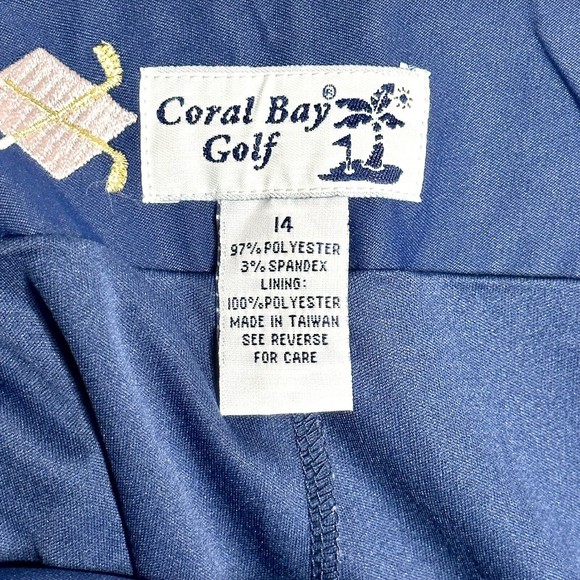 Coral Bay®
Golf
14
97% POLYESTER
3% SPANDEX
LINING:
100% POLYESTER
MADE IN TAIWAN
SEE REVERSE
FOR CARE